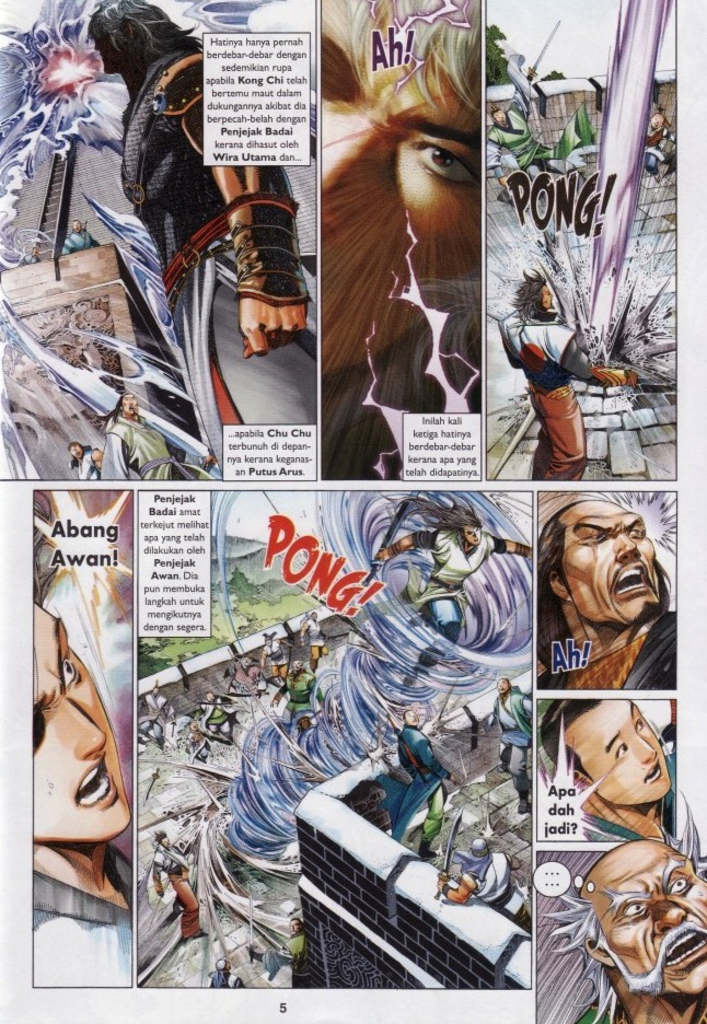 Hatinya hanya pernah
berdebar-debar dengan
sedemikian rupa
apabila Kong Chi telah
bertemu maut dalam
dukungannya akibat dia
berpecah-belah dengan
Penjejak Badai
kerana dihasut oleh
Wira Utama dan...
...apabila Chu Chu
terbunuh di depan-
nya kerana keganas-
an Putus Arus.
Ah!
Inilah kali
ketiga hatinya
berdebar-debar
kerana apa yang
telah didapatinya.
PONG!
Abang
Awan!
Penjejak
Badai amat
terkejut melihat
apa yang telah
dilakukan oleh
Penjejak
Awan. Dia
pun membuka
langkah untuk
mengikutnya
dengan segera.
PONG!
Ah!
Apa
dah
jadi?
...
...
5